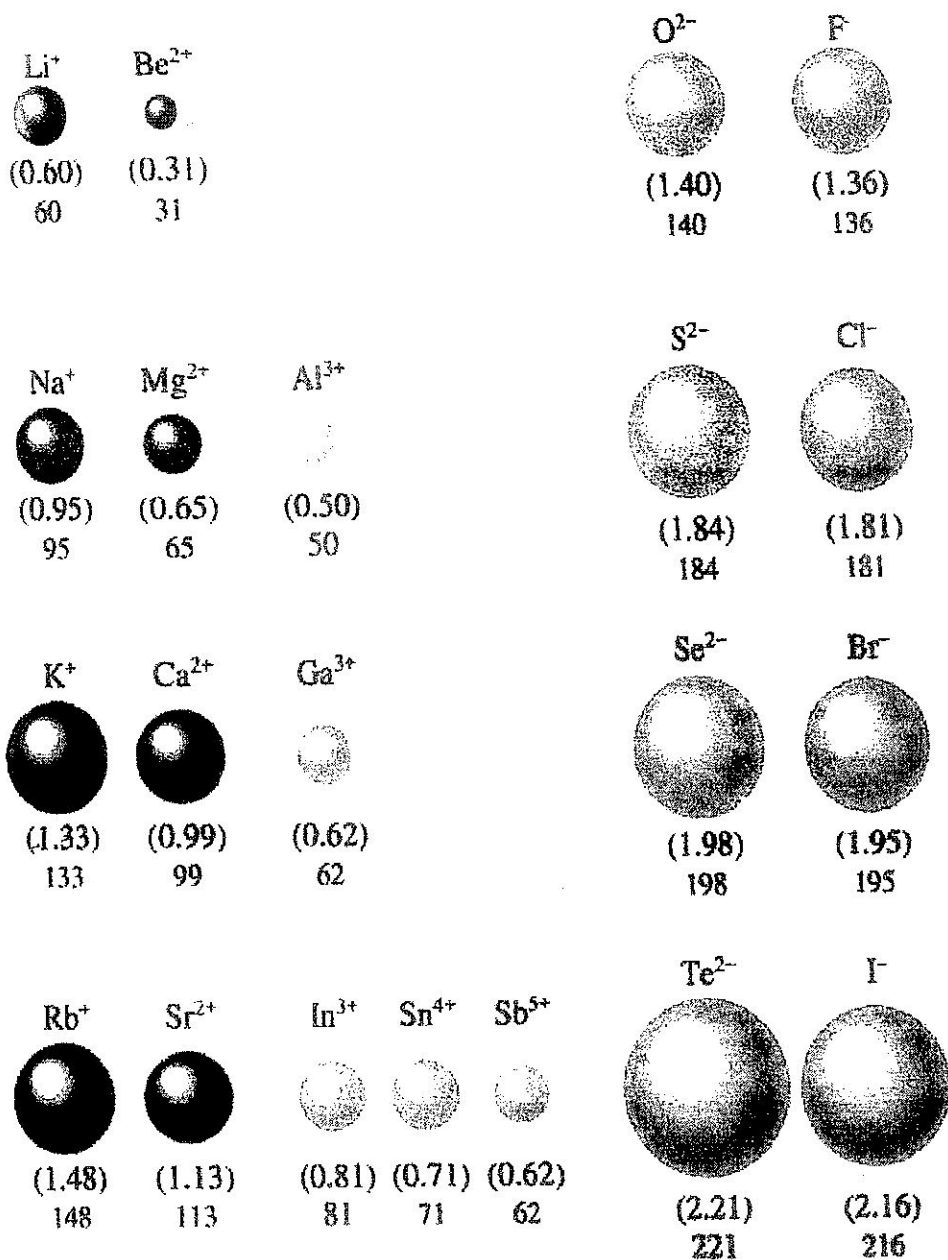 O²⁻ F⁻
Li⁺ Be²⁺
(0.60) (0.31) (1.40) (1.36)
60 31 140 136
S²⁻ Cl⁻
Na⁺ Mg²⁺ Al³⁺
(0.95) (0.65) (0.50) (1.84) (1.81)
95 65 50 184 181
K⁺ Ca²⁺ Ga³⁺ Se²⁻ Br⁻
(1.33) (0.99) (0.62) (1.98) (1.95)
133 99 62 198 195
Te²⁻ I⁻
Rb⁺ Sr²⁺ In³⁺ Sn⁴⁺ Sb⁵⁺
(1.48) (1.13) (0.81) (0.71) (0.62) (2.21) (2.16)
148 113 81 71 62 221 216